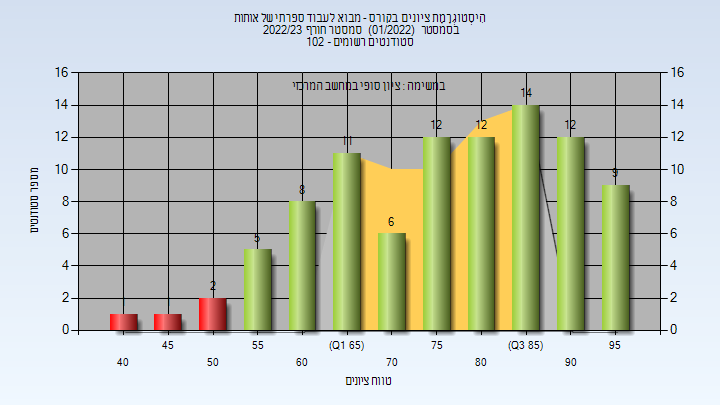 היסטוגרמת ציונים בקורס - מבוא לעבוד ספרתי של אותות
בסמסטר (01/2022) סמסטר חורף 2022/23
סטודנטים רשומים - 102
במשימה : ציון סופי במחשב המרכזי
מספר סטודנטים
16 16
14 14
12 12
10 10
8 8
6 6
4 4
2 2
0 0
2 5 8 11 6 12 12 14 12 9
45 55 (Q1 65) 75 (Q3 85) 95
40 50 60 70 80 90
טווח ציונים